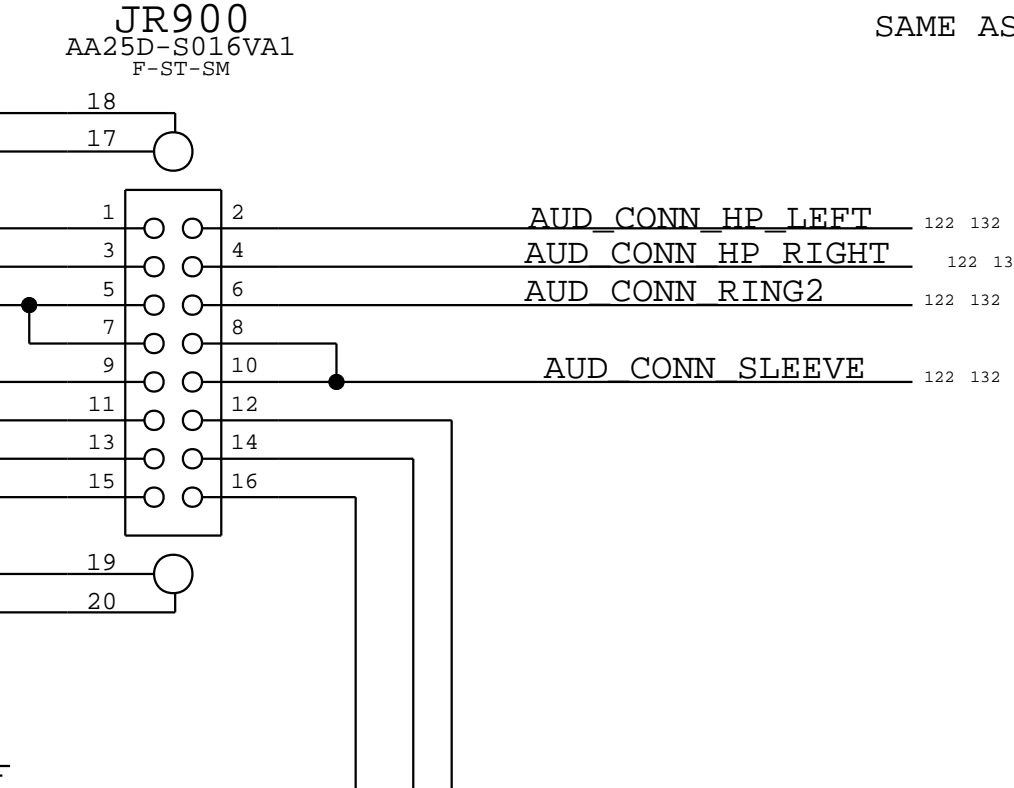 JR900
SAME AS
AA25D-S016VA1
F-ST-SM
18
17
1 2 AUD_CONN_HP_LEFT 122 132
3 4 AUD_CONN_HP_RIGHT 122 13
5 6 AUD_CONN_RING2 122 132
7 8
9 10 AUD_CONN_SLEEVE 122 132
11 12
13 14
15 16
19
20